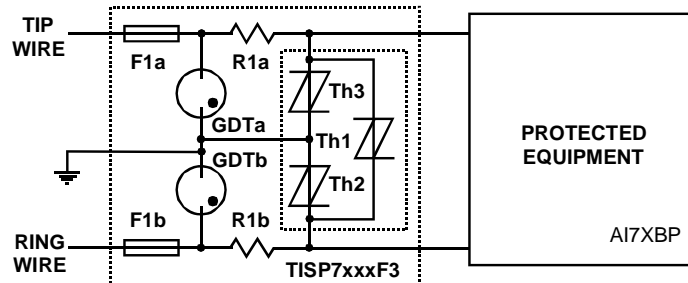 TIP
WIRE
F1a
R1a
Th3
GDTa
Th1
GDTb
Th2
PROTECTED
EQUIPMENT
F1b
R1b
AI7XBP
RING
WIRE
TISP7xxxF3